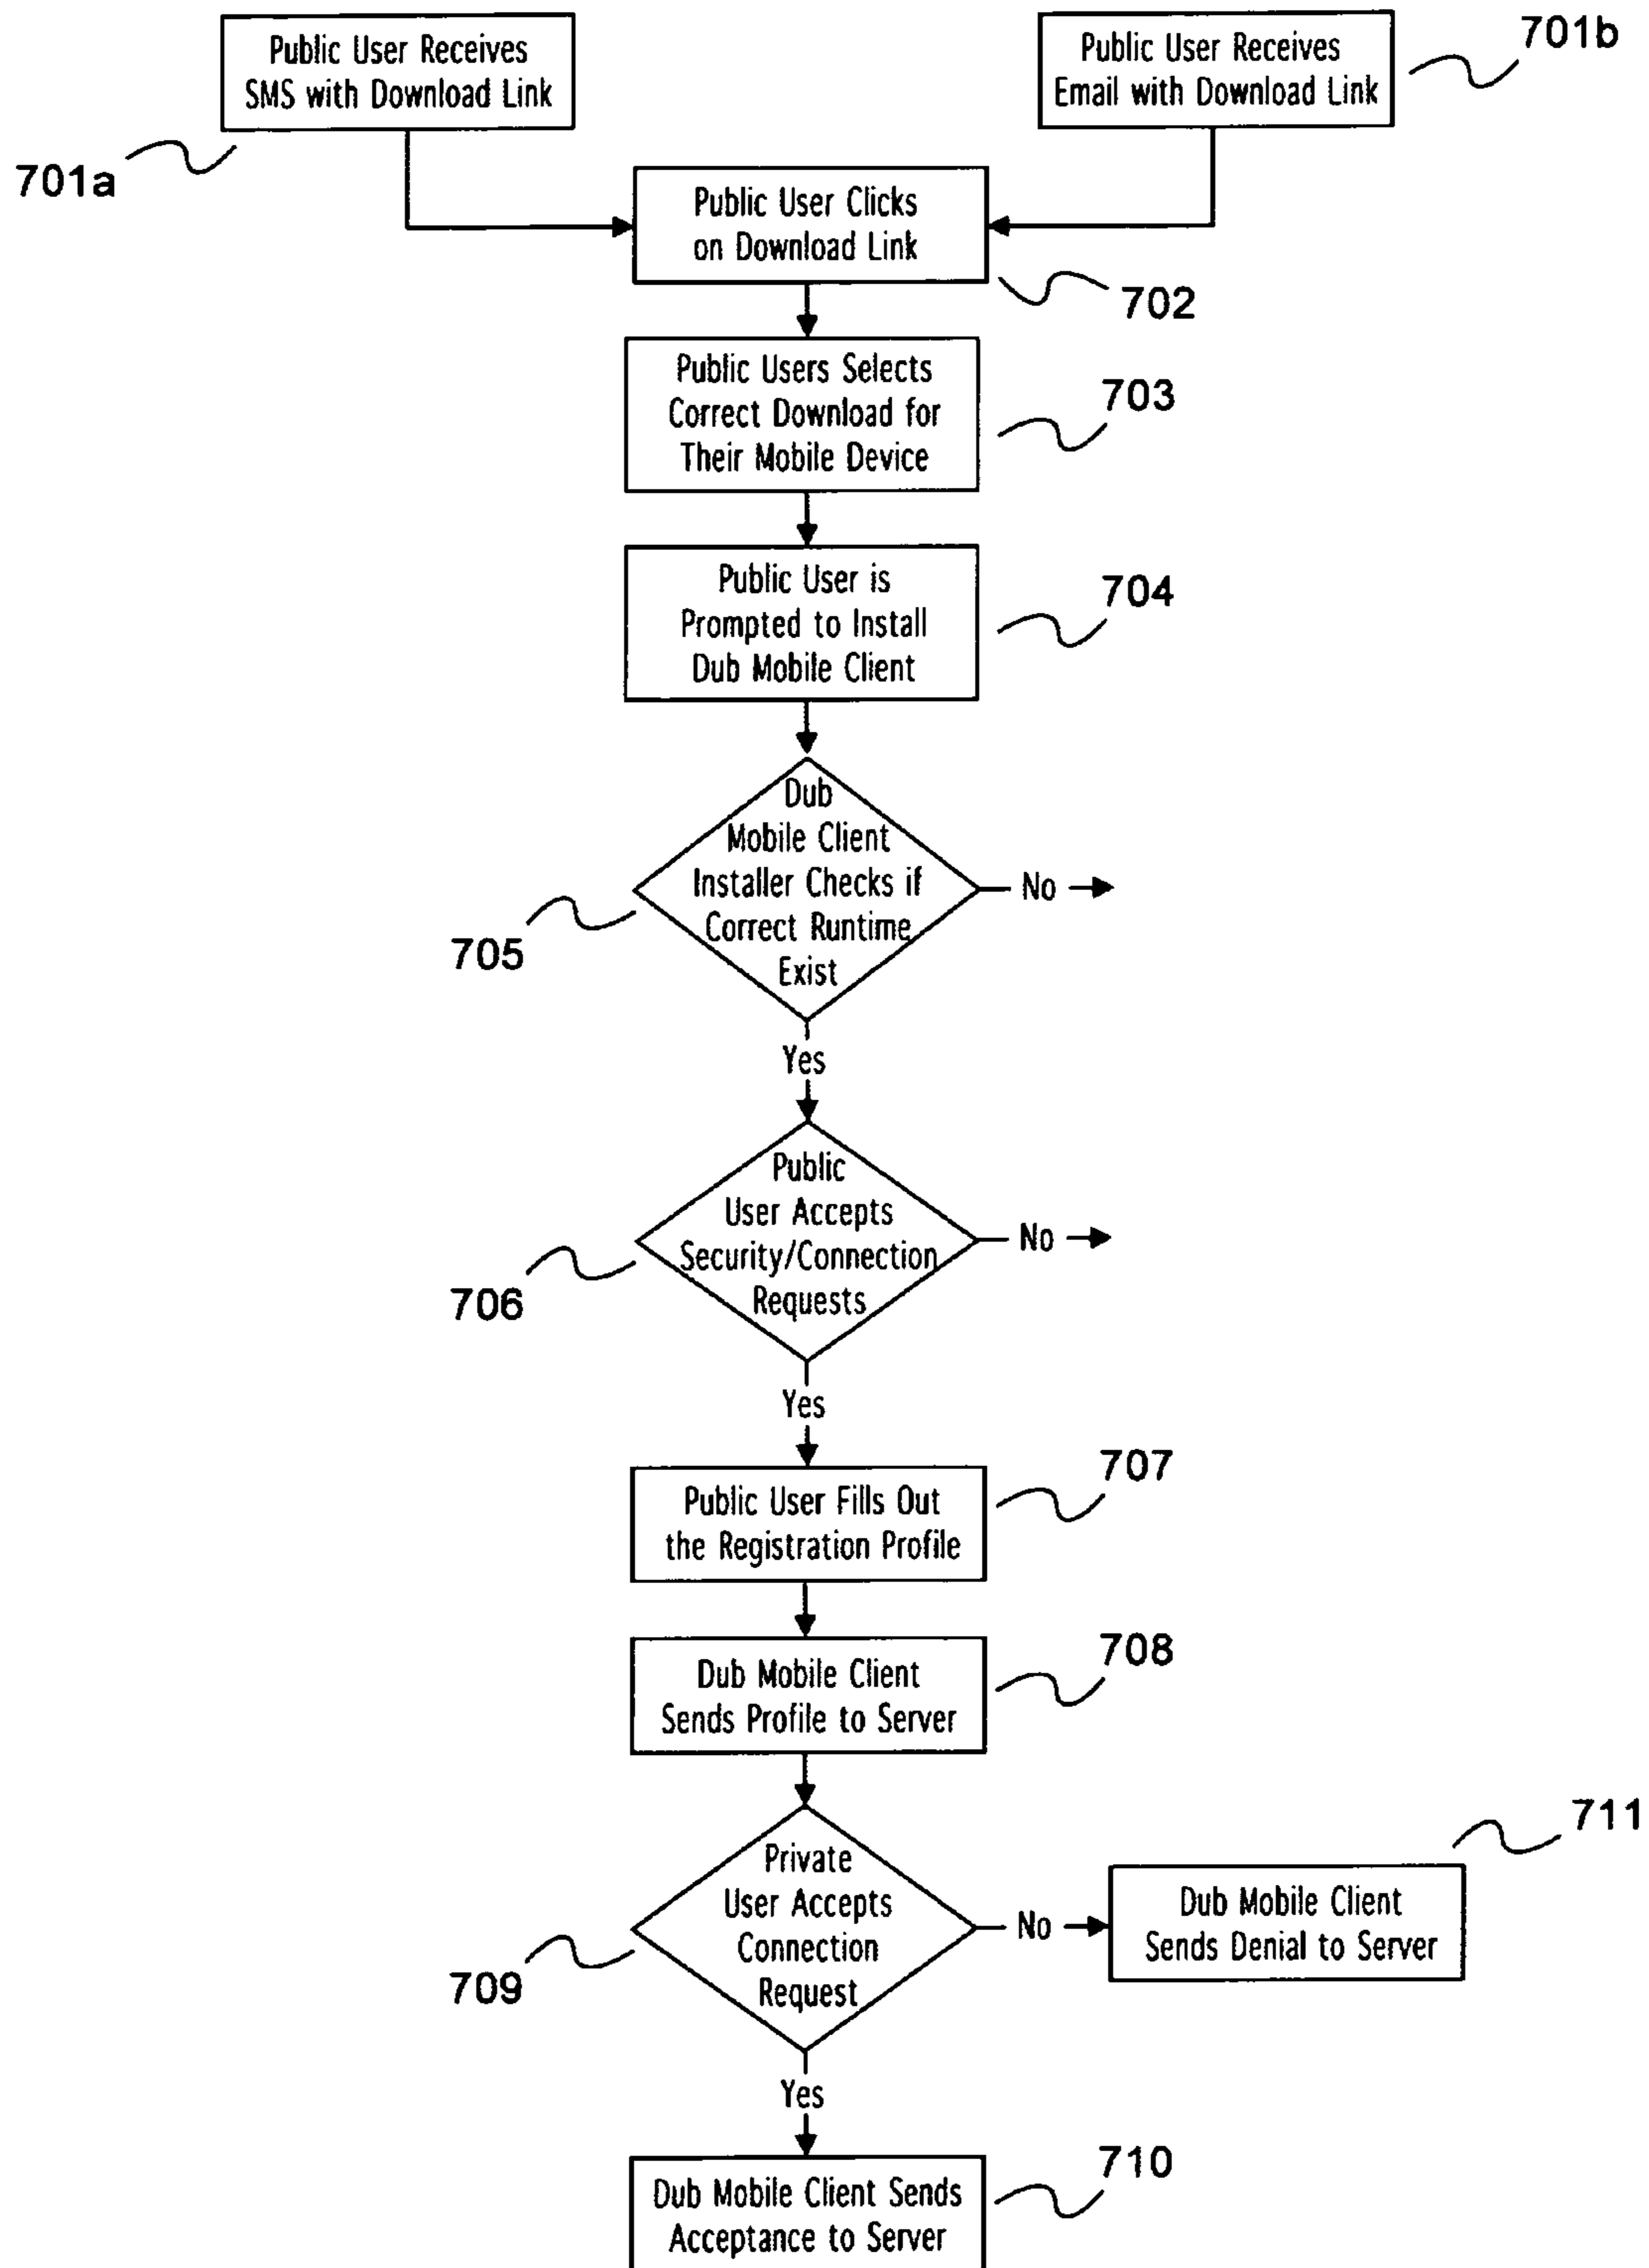 Public User Receives
SMS with Download Link
701a
Public User Receives
Email with Download Link
701b
Public User Clicks
on Download Link
702
Public Users Selects
Correct Download for
Their Mobile Device
703
Public User is
Prompted to Install
Dub Mobile Client
704
Dub
Mobile Client
Installer Checks if
Correct Runtime
Exist
705
No
Yes
Public
User Accepts
Security/Connection
Requests
706
No
Yes
Public User Fills Out
the Registration Profile
707
Dub Mobile Client
Sends Profile to Server
708
Private
User Accepts
Connection
Request
709
No
Dub Mobile Client
Sends Denial to Server
711
Yes
Dub Mobile Client Sends
Acceptance to Server
710